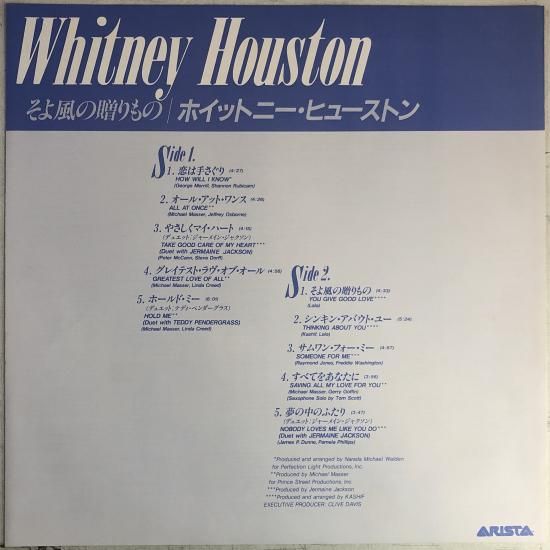 Whitney Houston
そよ風の贈りもの/ホイットニー・ヒューストン
Side 1.
1. 恋は手さぐり (4:27)
HOW WILL I KNOW*
(George Merrill, Shannon Rubicam)
2. オール・アット・ワンス (4:26)
ALL AT ONCE**
(Michael Masser, Jeffrey Osborne)
3. やさしくマイ・ハート (4:15)
(デュエット：ジャーメイン・ジャクソン)
TAKE GOOD CARE OF MY HEART***
(Duet with JERMAINE JACKSON)
(Peter McCann, Steve Dorff)
4. グレイテスト・ラヴ・オブ・オール (4:56)
GREATEST LOVE OF ALL**
(Michael Masser, Linda Creed)
5. ホールド・ミー (6:01)
(デュエット：テディ・ペンダーグラス)
HOLD ME**
(Duet with TEDDY PENDERGRASS)
(Michael Masser, Linda Creed)
Side 2.
1. そよ風の贈りもの (4:33)
YOU GIVE GOOD LOVE****
(Lala)
2. シンキン・アバウト・ユー (5:24)
THINKING ABOUT YOU****
(Kashif, Lala)
3. サムワン・フォー・ミー (4:57)
SOMEONE FOR ME***
(Raymond Jones, Freddie Washington)
4. すべてをあなたに (3:56)
SAVING ALL MY LOVE FOR YOU**
(Michael Masser, Gerry Goffin)
(Saxophone Solo by Tom Scott)
5. 夢の中のふたり (3:47)
(デュエット：ジャーメイン・ジャクソン)
NOBODY LOVES ME LIKE YOU DO***
(Duet with JERMAINE JACKSON)
(James P. Dunne, Pamela Phillips)
*Produced and arranged by Narada Michael Walden
for Perfection Light Productions, Inc.
**Produced by Michael Masser
for Prince Street Productions, Inc.
***Produced by Jermaine Jackson
****Produced and arranged by KASHIF
EXECUTIVE PRODUCER: CLIVE DAVIS
ARISTA